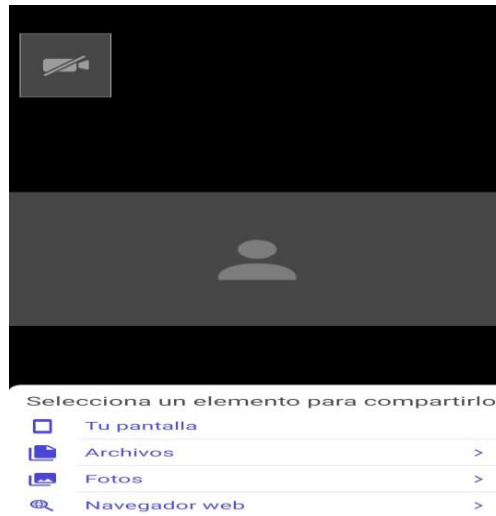 Selecciona un elemento para compartirlo
Tu pantalla
Archivos
Fotos
Navegador web